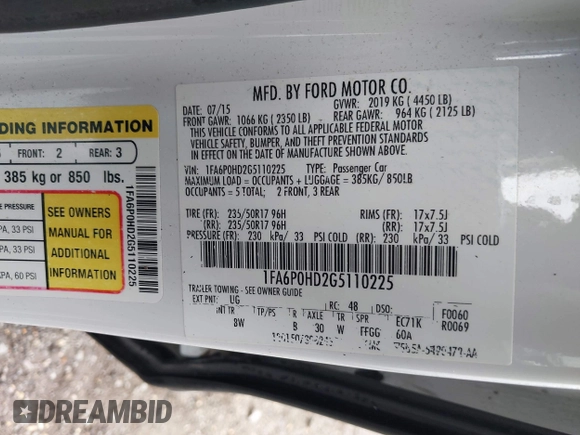 DING INFORMATION
FRONT: 2 REAR: 3
385 kg or 850 lbs.
PRESSURE
PA, 33 PSI
PA, 33 PSI
PA, 60 PSI
SEE OWNERS
MANUAL FOR
ADDITIONAL
INFORMATION
1FA6P0HD2G5110225
MFD. BY FORD MOTOR CO.
07/15 GVWR: 2019 KG ( 4450 LB)
FRONT GAWR: 1066 KG ( 2350 LB) REAR GAWR: 964 KG ( 2125 LB)
THIS VEHICLE CONFORMS TO ALL APPLICABLE FEDERAL MOTOR
VEHICLE SAFETY, BUMPER, AND THEFT PREVENTION STANDARDS
IN EFFECT ON THE DATE OF MANUFACTURE SHOWN ABOVE.
VIN: 1FA6P0HD2G5110225 TYPE: Passenger Car
MAXIMUM LOAD = OCCUPANTS + LUGGAGE = 385KG/ 850LB
OCCUPANTS = 5 TOTAL; 2 FRONT, 3 REAR
TIRE (FR): 235/50R17 96H RIMS (FR): 17x7.5J
(RR): 235/50R17 96H (RR): 17x7.5J
PRESSURE (FR): 230 kPa/ 33 PSI COLD (RR): 230 kPa/ 33 PSI COLD
1FA6P0HD2G5110225
TRAILER TOWING - SEE OWNER GUIDE
EXT PNT: UG RC: 48 F0060
INT TR TP/PS AXLE TR SPR EC71K R0069
8W B 30 W FFGG 60A
DREAMBID